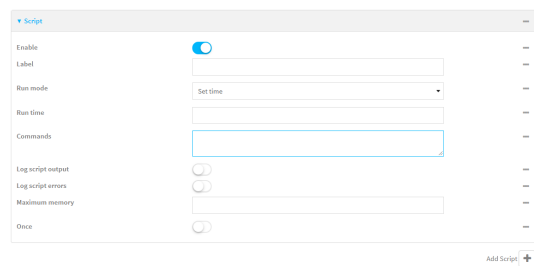 Script
Enable
Label
Run mode Set time
Run time
Commands
Log script output
Log script errors
Maximum memory
Once
Add Script